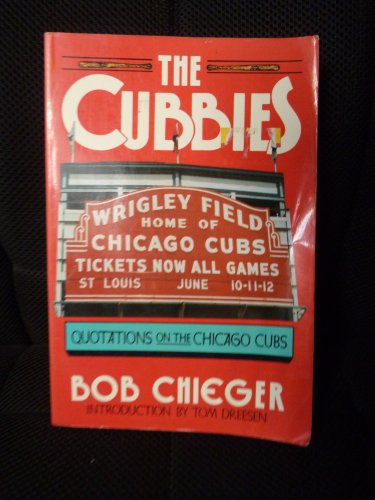 THE
CUBBIES
WRIGLEY FIELD
HOME OF
CHICAGO CUBS
TICKETS NOW ALL GAMES
ST LOUIS JUNE 10-11-12
QUOTATIONS ON THE CHICAGO CUBS
BOB CHIEGER
INTRODUCTION BY TOM DREESEN